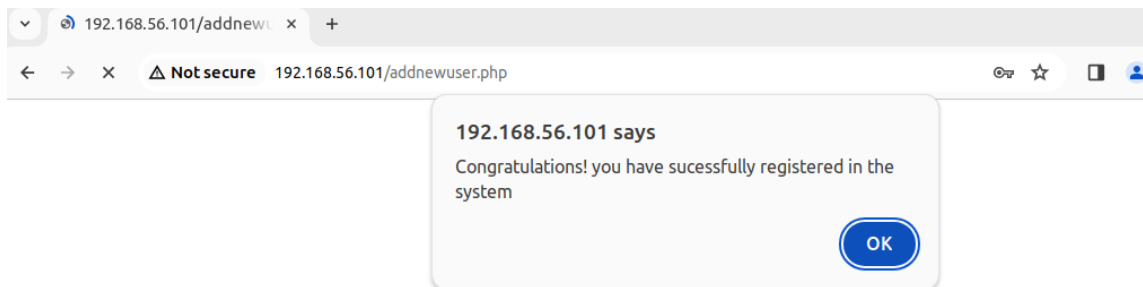 192.168.56.101/addnewu
Not secure 192.168.56.101/addnewuser.php
192.168.56.101 says
Congratulations! you have sucessfully registered in the
system
OK